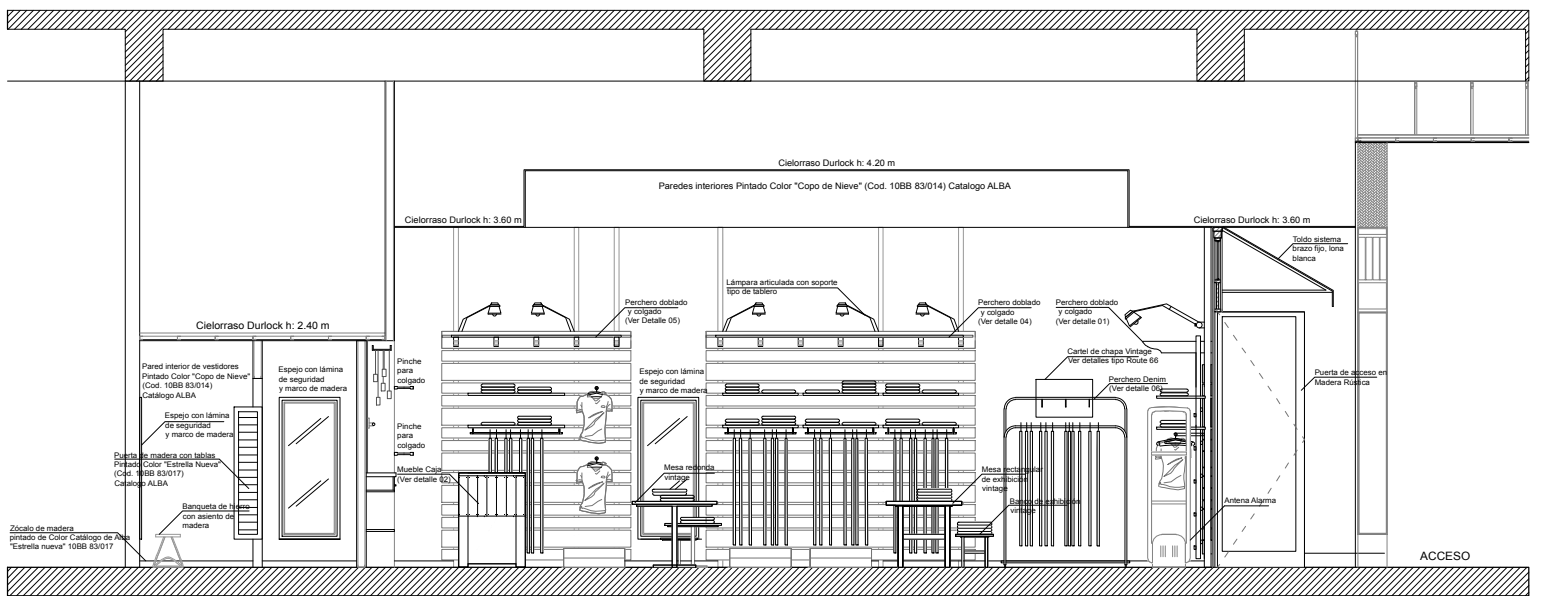 Cielorraso Durlock h: 4.20 m
Paredes interiores Pintado Color "Copo de Nieve" (Cod. 10BB 83/014) Catalogo ALBA
Cielorraso Durlock h: 3.60 m
Cielorraso Durlock h: 3.60 m
Toldo sistema
brazo fijo, lona
blanca
Lámpara articulada con soporte
tipo de tablero
Perchero doblado
y colgado
(Ver Detalle 05)
Perchero doblado
y colgado
(Ver detalle 04)
Perchero doblado
y colgado
(Ver detalle 01)
Cielorraso Durlock h: 2.40 m
Pared interior de vestidores
Pintado Color "Copo de Nieve"
(Cod. 10BB 83/014)
Catálogo ALBA
Espejo con lámina
de seguridad
y marco de madera
Pinche
para
colgado
Espejo con lámina
de seguridad
y marco de madera
Cartel de chapa Vintage
Ver detalles tipo Route 66
Perchero Denim
(Ver detalle 06)
Puerta de acceso en
Madera Rústica
Espejo con lámina
de seguridad
y marco de madera
Pinche
para
colgado
Puerta de madera con tablas
Pintado Color "Estrella Nueva"
(Cod. 10BB 83/017)
Catalogo ALBA
Mueble Caja
(Ver detalle 02)
Mesa redonda
vintage
Mesa rectangular
de exhibición
vintage
Banco de exhibición
vintage
Antena Alarma
Banqueta de hierro
con asiento de
madera
Zócalo de madera
pintado de Color Catálogo de Alba
"Estrella nueva" 10BB 83/017
ACCESO